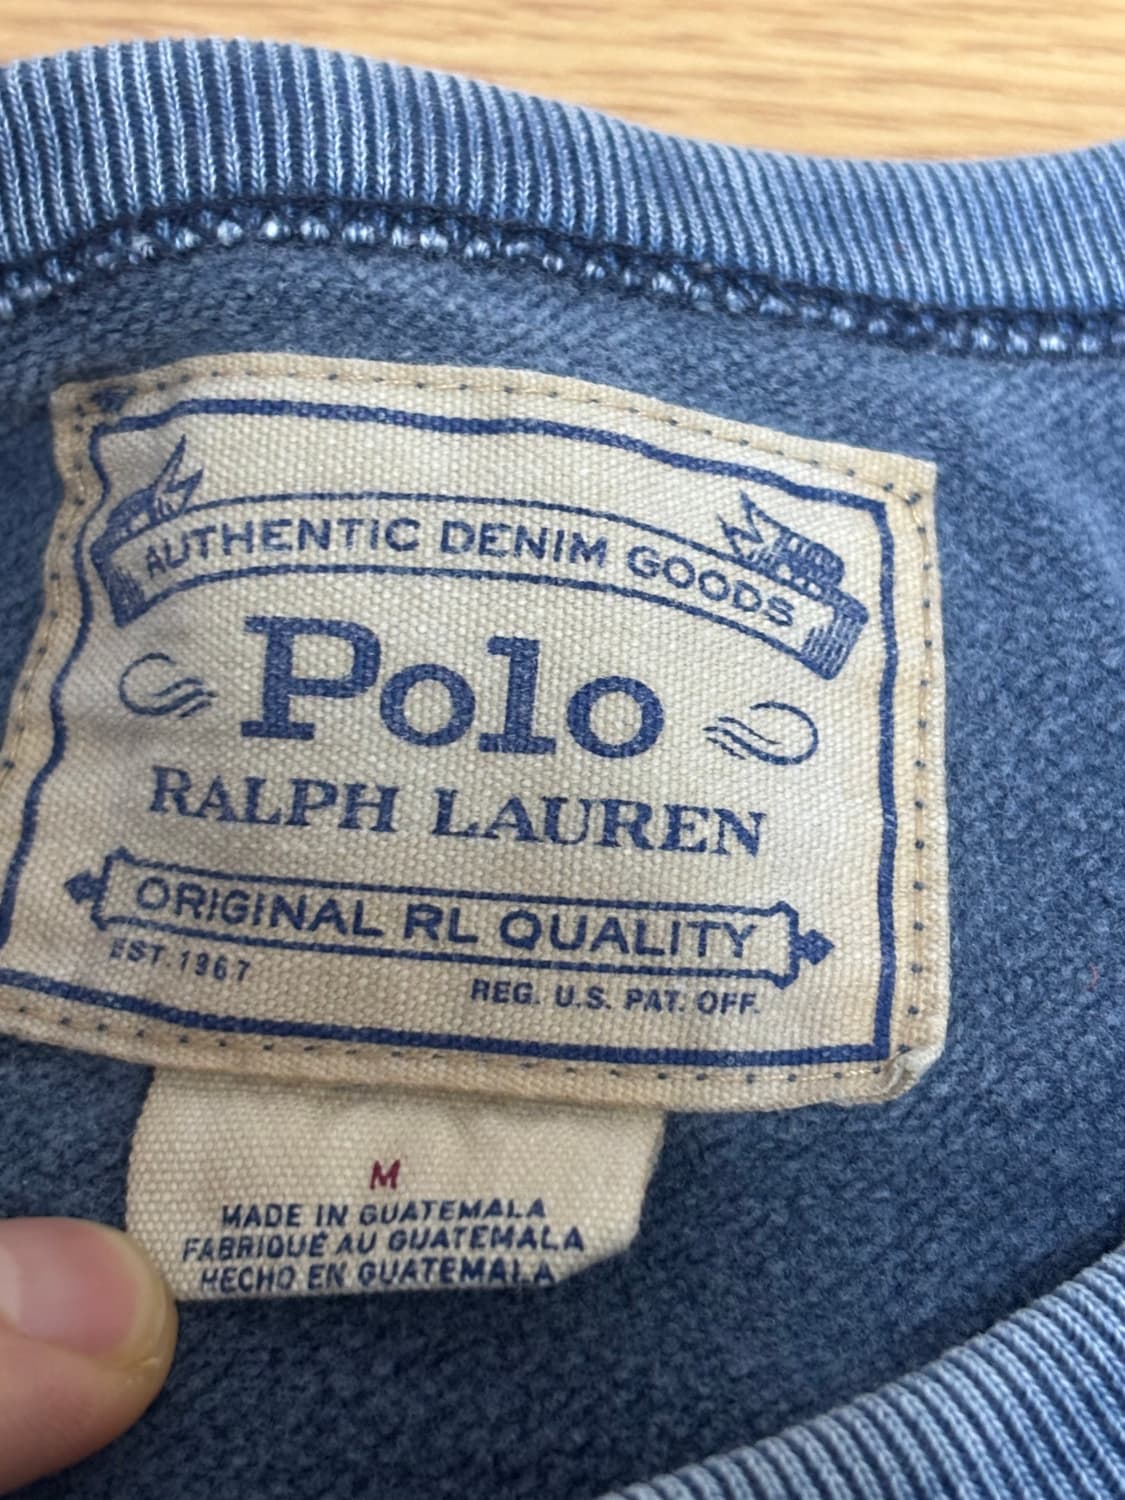 AUTHENTIC DENIM GOODS
Polo
RALPH LAUREN
ORIGINAL RL QUALITY
EST. 1967
REG. U.S. PAT. OFF.
M
MADE IN GUATEMALA
FABRIQUÉ AU GUATEMALA
HECHO EN GUATEMALA